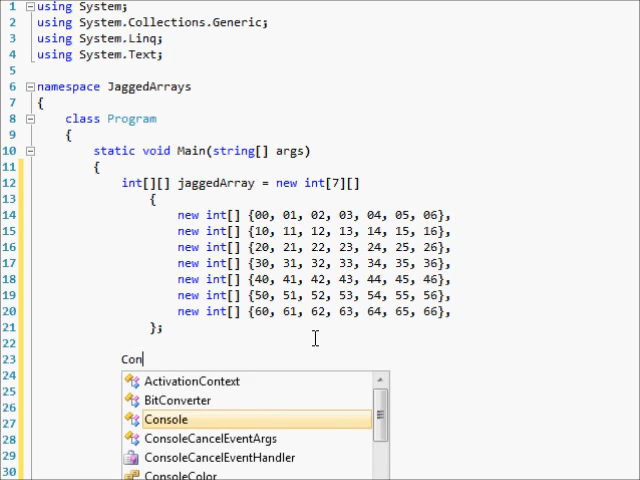 1 using System;
2 using System.Collections.Generic;
3 using System.Linq;
4 using System.Text;
5
6 namespace JaggedArrays
7 {
8 class Program
9 {
10 static void Main(string[] args)
11 {
12 int[][] jaggedArray = new int[7][]
13 {
14 new int[] {00, 01, 02, 03, 04, 05, 06},
15 new int[] {10, 11, 12, 13, 14, 15, 16},
16 new int[] {20, 21, 22, 23, 24, 25, 26},
17 new int[] {30, 31, 32, 33, 34, 35, 36},
18 new int[] {40, 41, 42, 43, 44, 45, 46},
19 new int[] {50, 51, 52, 53, 54, 55, 56},
20 new int[] {60, 61, 62, 63, 64, 65, 66},
21 };
22
23 Con
24 ActivationContext
25 BitConverter
26 Console
27 ConsoleCancelEventArgs
28
29 ConsoleCancelEventHandler
30 ConsoleColor